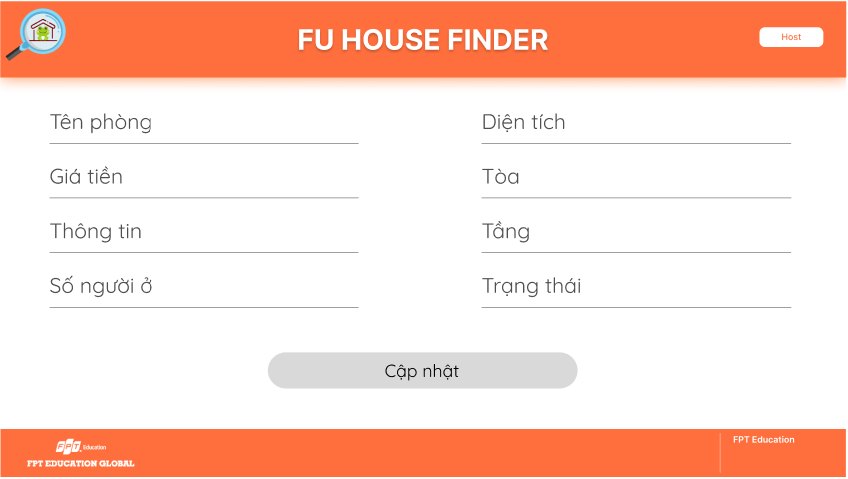 FU HOUSE FINDER
Host
Tên phòng
Diện tích
Giá tiền
Tòa
Thông tin
Tầng
Số người ở
Trạng thái
Cập nhật
FPT Education
FPT EDUCATION GLOBAL
FPT Education